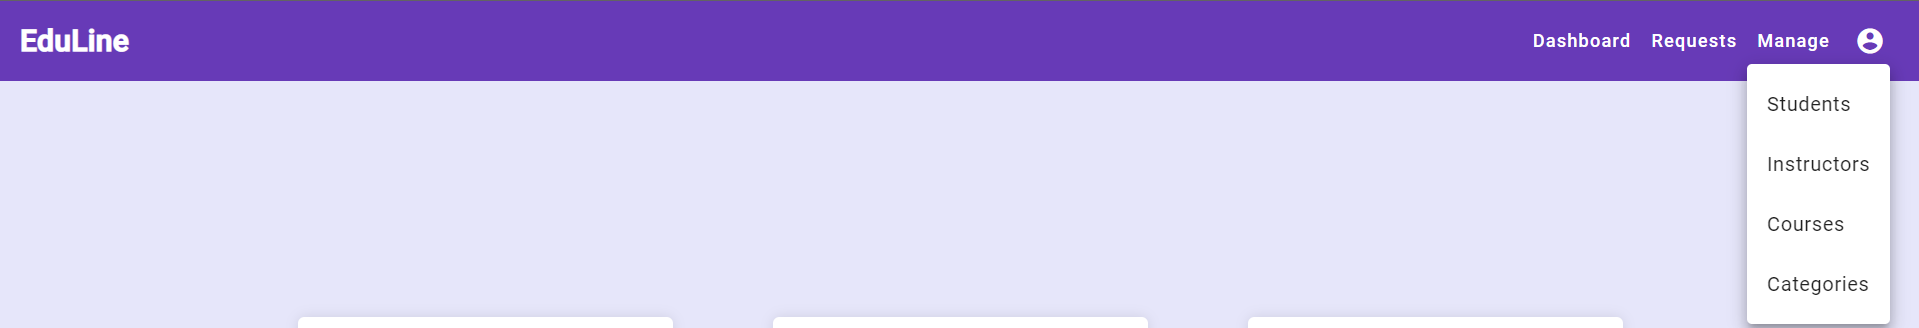 EduLine Dashboard Requests Manage
Students
Instructors
Courses
Categories